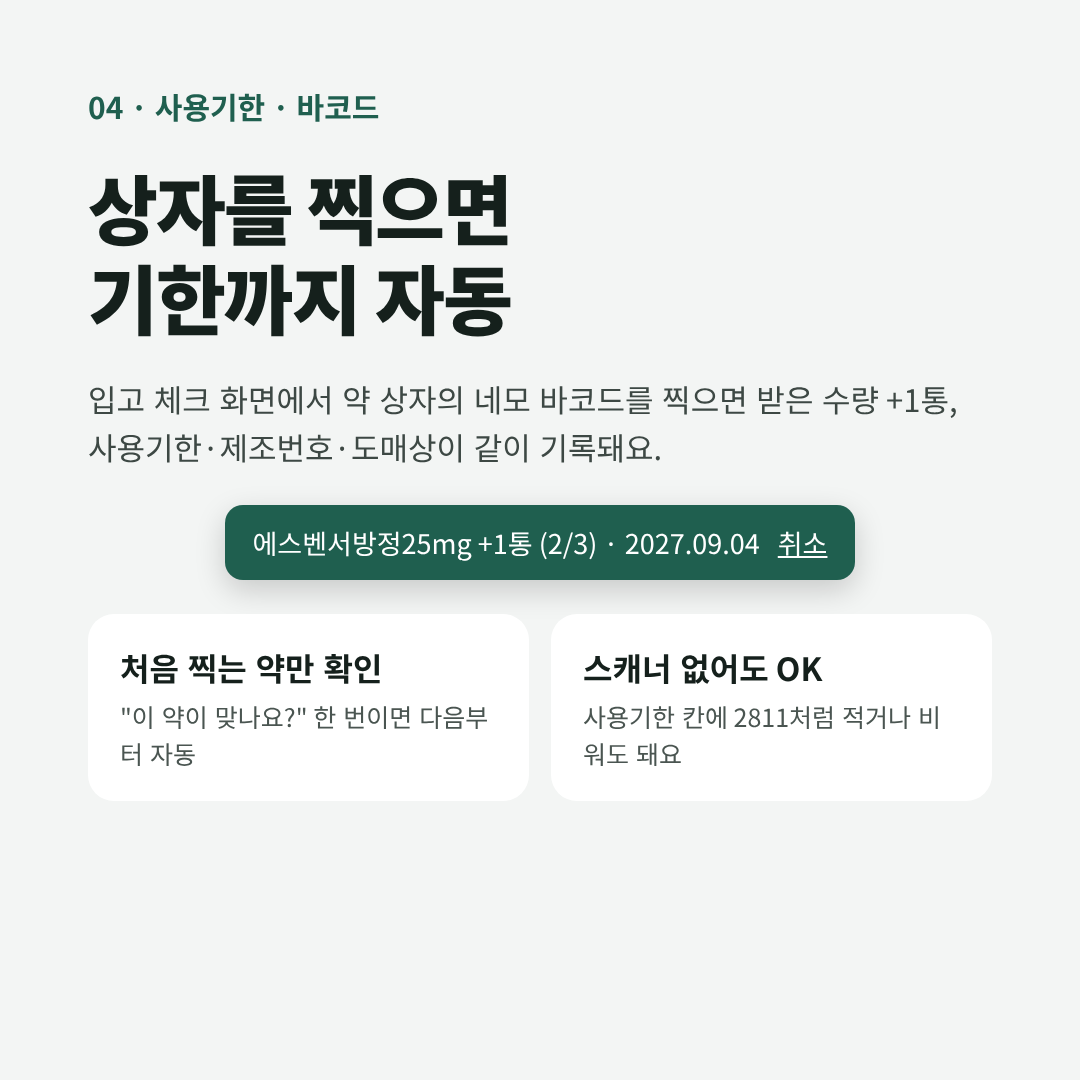 04 · 사용기한 · 바코드
상자를 찍으면
기한까지 자동
입고 체크 화면에서 약 상자의 네모 바코드를 찍으면 받은 수량 +1통,
사용기한·제조번호·도매상이 같이 기록돼요.
에스벤서방정25mg +1통 (2/3) · 2027.09.04 취소
처음 찍는 약만 확인
"이 약이 맞나요?" 한 번이면 다음부
터 자동
스캐너 없어도 OK
사용기한 칸에 2811처럼 적거나 비
워도 돼요